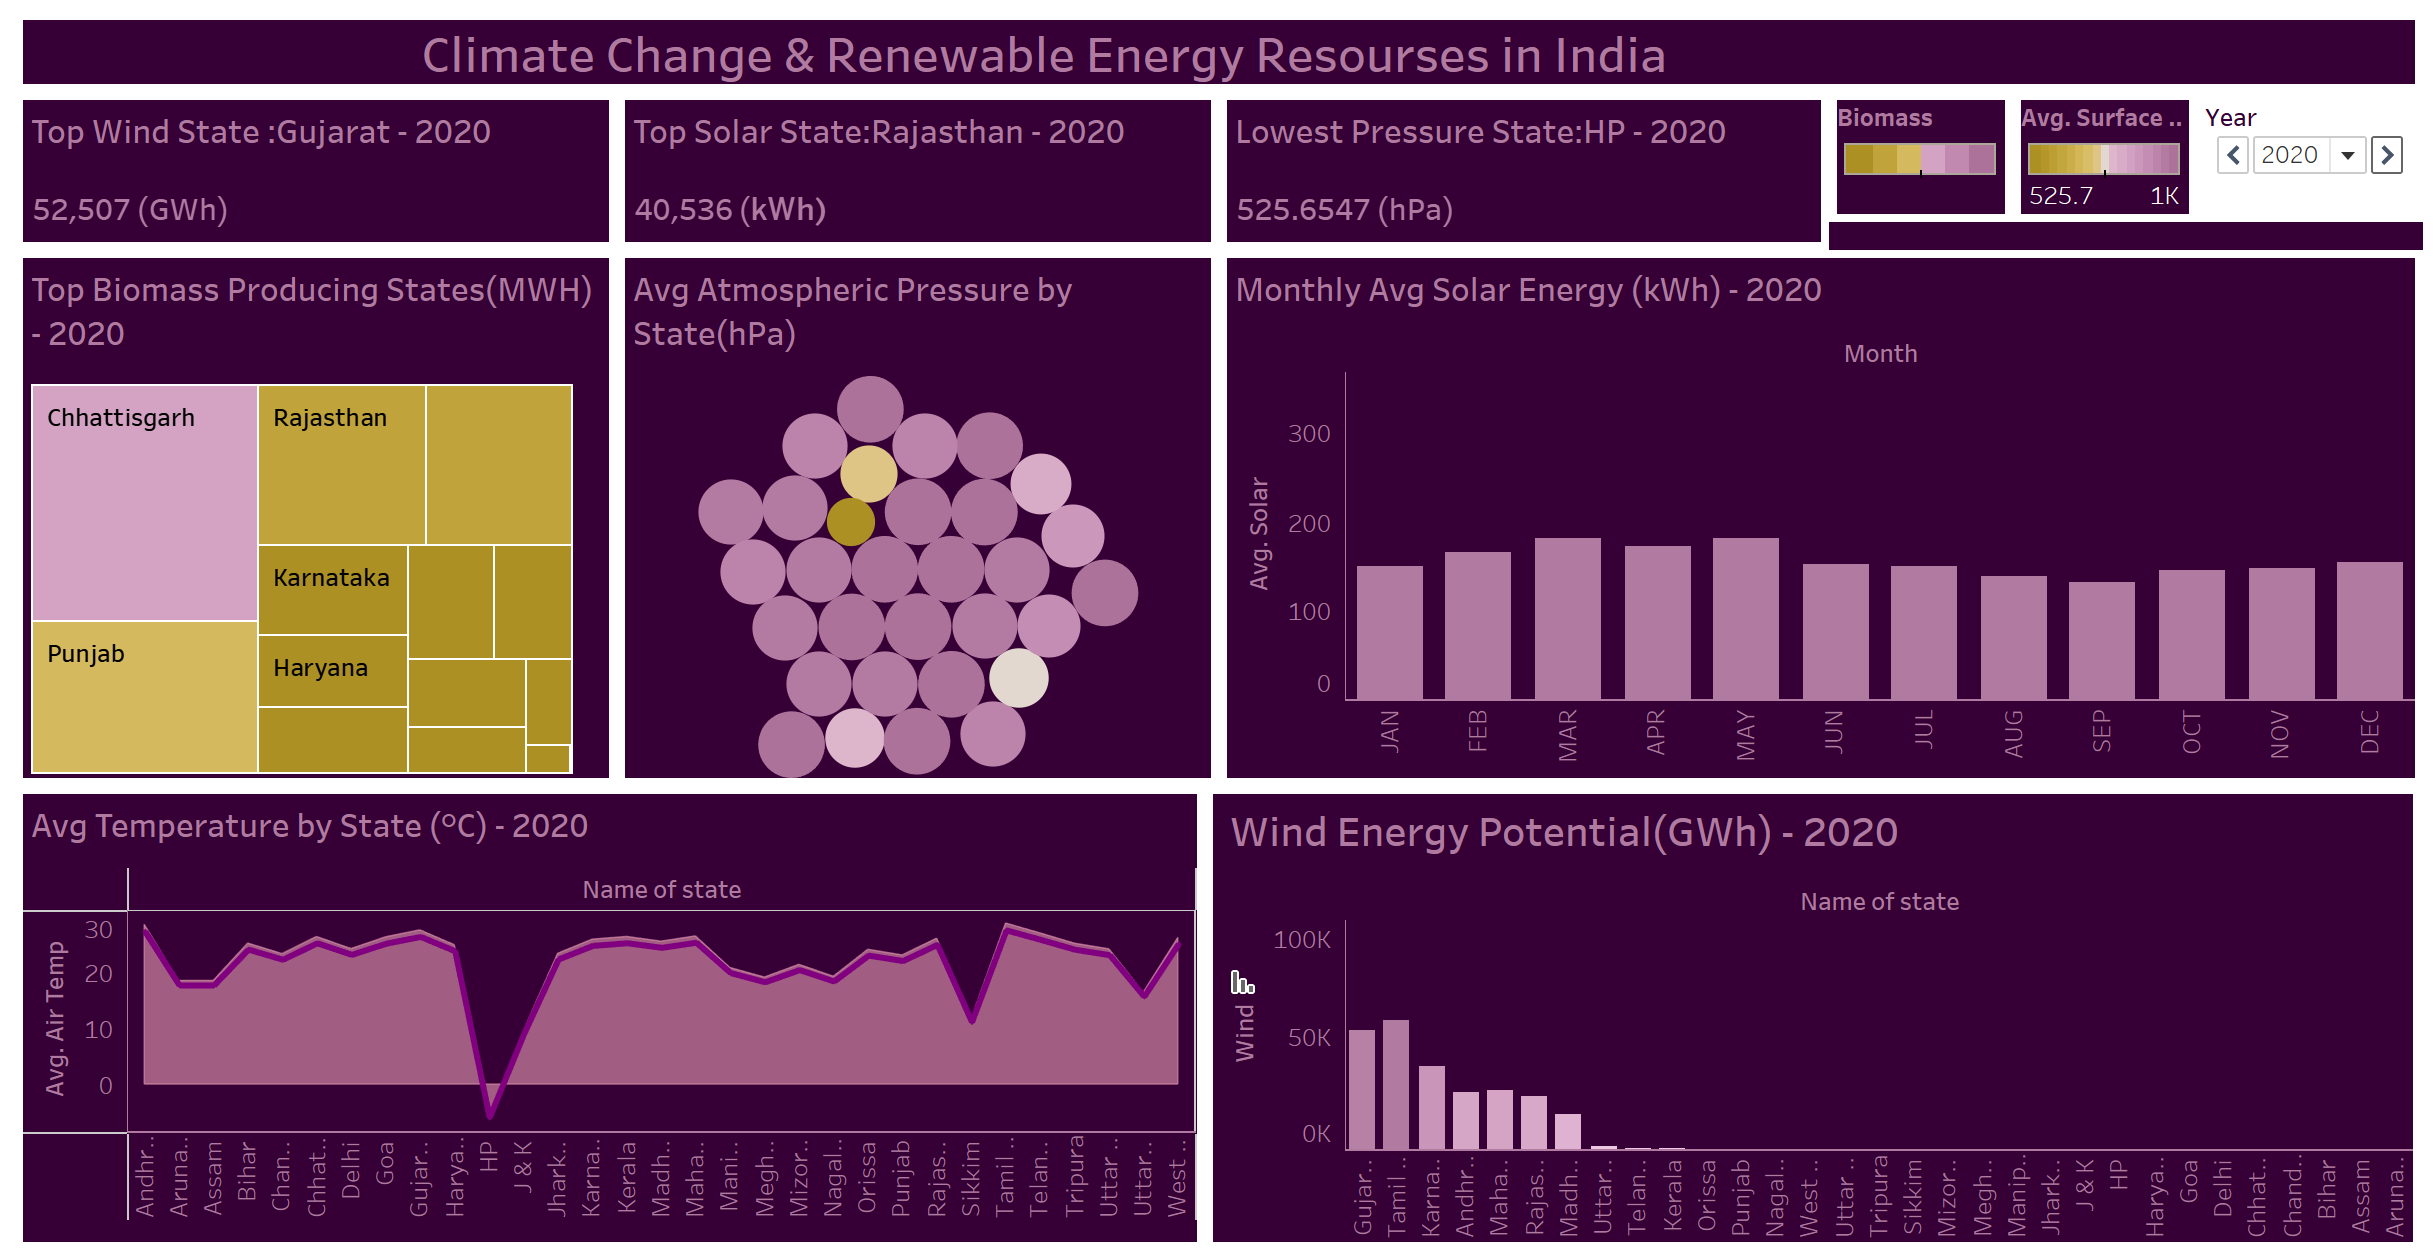 Climate Change & Renewable Energy Resourses in India
Top Wind State :Gujarat - 2020
52,507 (GWh)
Top Solar State:Rajasthan - 2020
40,536 (kWh)
Lowest Pressure State:HP - 2020
525.6547 (hPa)
Biomass
Avg. Surface ..
525.7 1K
Year
2020
Top Biomass Producing States(MWH)
- 2020
Chhattisgarh
Rajasthan
Karnataka
Punjab
Haryana
Avg Atmospheric Pressure by
State(hPa)
Monthly Avg Solar Energy (kWh) - 2020
Month
Avg. Solar
300
200
100
0
JAN
FEB
MAR
APR
MAY
JUN
JUL
AUG
SEP
OCT
NOV
DEC
Avg Temperature by State (°C) - 2020
Name of state
Avg. Air Temp
30
20
10
0
Andhr..
Aruna..
Assam
Bihar
Chan..
Chhat..
Delhi
Goa
Gujar..
Harya..
HP
J & K
Jhark..
Karna..
Kerala
Madh..
Maha..
Mani..
Megh..
Mizor..
Nagal..
Orissa
Punjab
Rajas..
Sikkim
Tamil ..
Telan..
Tripura
Uttar ..
Uttar..
West ..
Wind Energy Potential(GWh) - 2020
Name of state
Wind
100K
50K
0K
Gujar..
Tamil ..
Karna..
Andhr..
Maha..
Rajas..
Madh..
Uttar..
Telan..
Kerala
Orissa
Punjab
Nagal..
West ..
Uttar ..
Tripura
Sikkim
Mizor..
Megh..
Manip..
Jhark..
J & K
HP
Harya..
Goa
Delhi
Chhat..
Chand..
Bihar
Assam
Aruna..